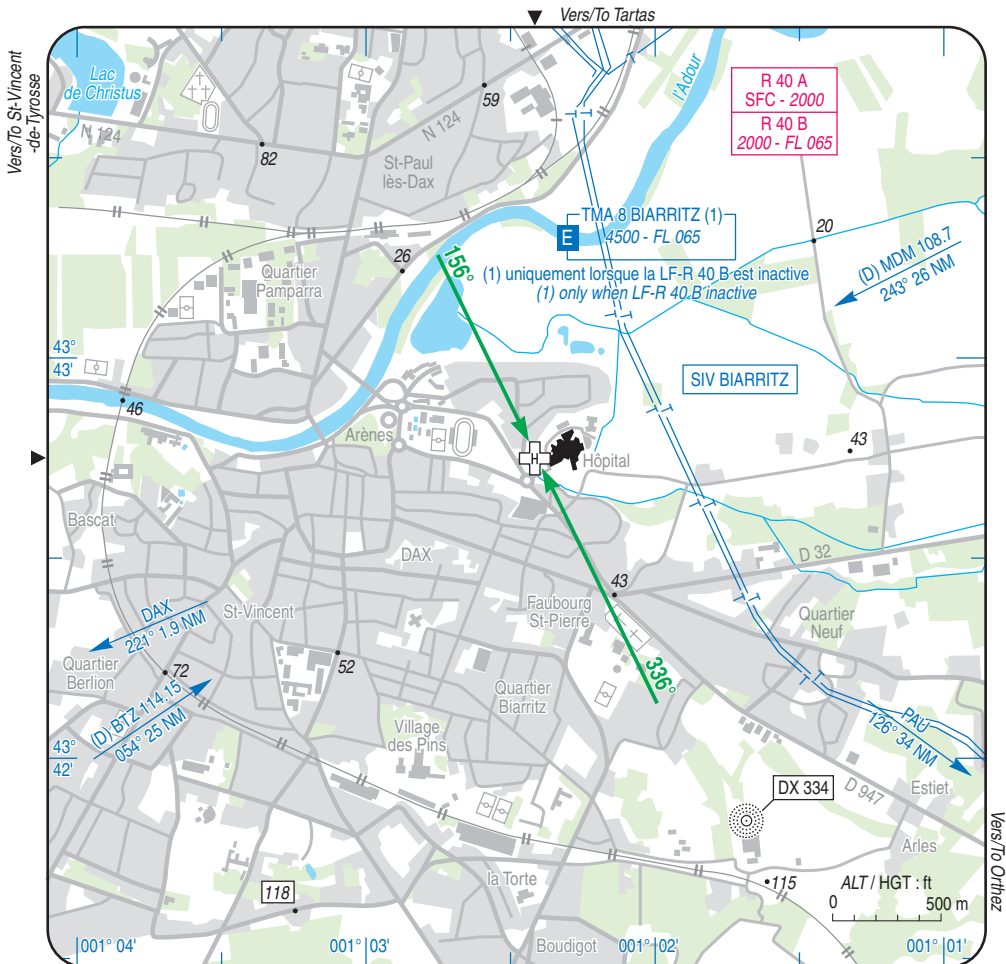 Vers/To Tartas
Vers/To St-Vincent
-de-Tyrosse
Lac
de Christus
N 124
59
N 124
82
St-Paul
lès-Dax
l'Adour
R 40 A
SFC - 2000
R 40 B
2000 - FL 065
TMA 8 BIARRITZ (1)
E
4500 - FL 065
(1) uniquement lorsque la LF-R 40 B est inactive
(1) only when LF-R 40 B inactive
20
(D) MDM 108.7
243° 26 NM
26
156°
Quartier
Pamparra
43°
43'
SIV BIARRITZ
46
Arènes
43
H
Hôpital
Bascat
DAX
D 32
43
Faubourg
St-Pierre
Quartier
Neuf
DAX
221° 1.9 NM
St-Vincent
Quartier
Berlion
72
52
336°
(D) BTZ 114.15
054° 25 NM
Quartier
Biarritz
Village
des Pins
PAU
126° 34 NM
43°
42'
DX 334
D 947
Estiet
Arles
Vers/To Orthez
la Torte
118
115
ALT / HGT : ft
0
500 m
Boudigot
001° 04'
001° 03'
001° 02'
001° 01'